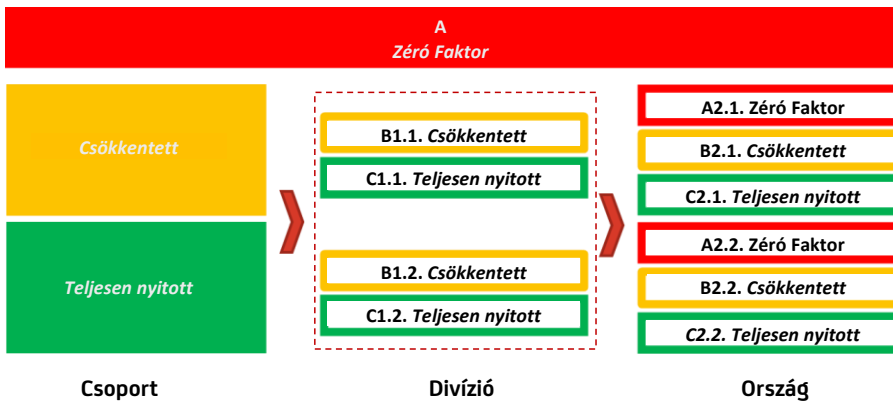 A
Zéró Faktor
Csökkentett
Teljesen nyitott
B1.1. Csökkentett
C1.1. Teljesen nyitott
B1.2. Csökkentett
C1.2. Teljesen nyitott
A2.1. Zéró Faktor
B2.1. Csökkentett
C2.1. Teljesen nyitott
A2.2. Zéró Faktor
B2.2. Csökkentett
C2.2. Teljesen nyitott
Csoport
Divízió
Ország